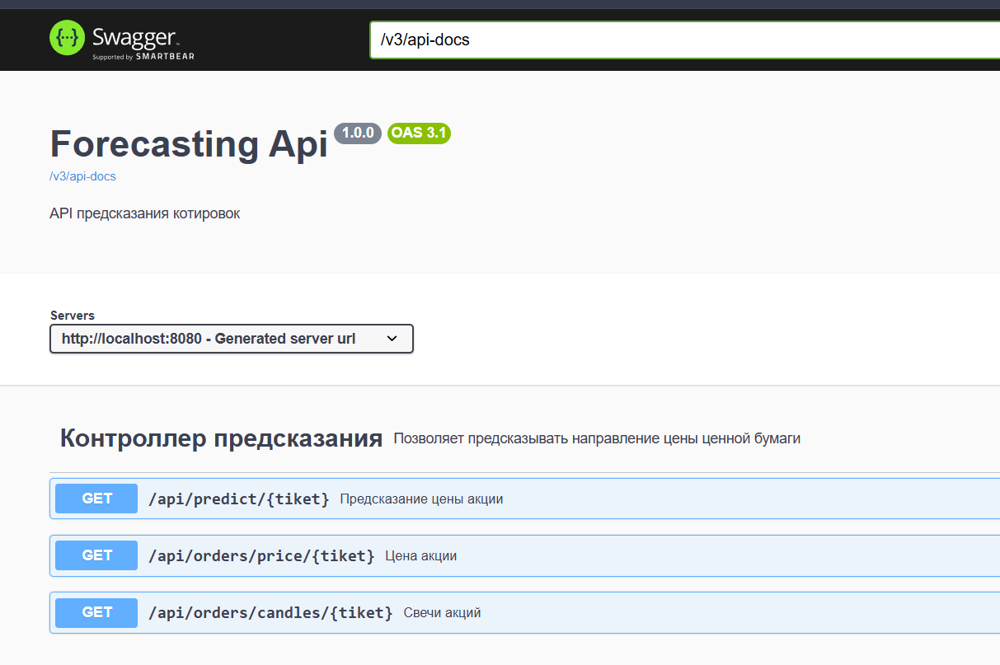 Swagger™
Supported by SMARTBEAR
/v3/api-docs
Forecasting Api 1.0.0 OAS 3.1
/v3/api-docs
API предсказания котировок
Servers
http://localhost:8080 - Generated server url
Контроллер предсказания Позволяет предсказывать направление цены ценной бумаги
GET /api/predict/{tiket} Предсказание цены акции
GET /api/orders/price/{tiket} Цена акции
GET /api/orders/candles/{tiket} Свечи акций